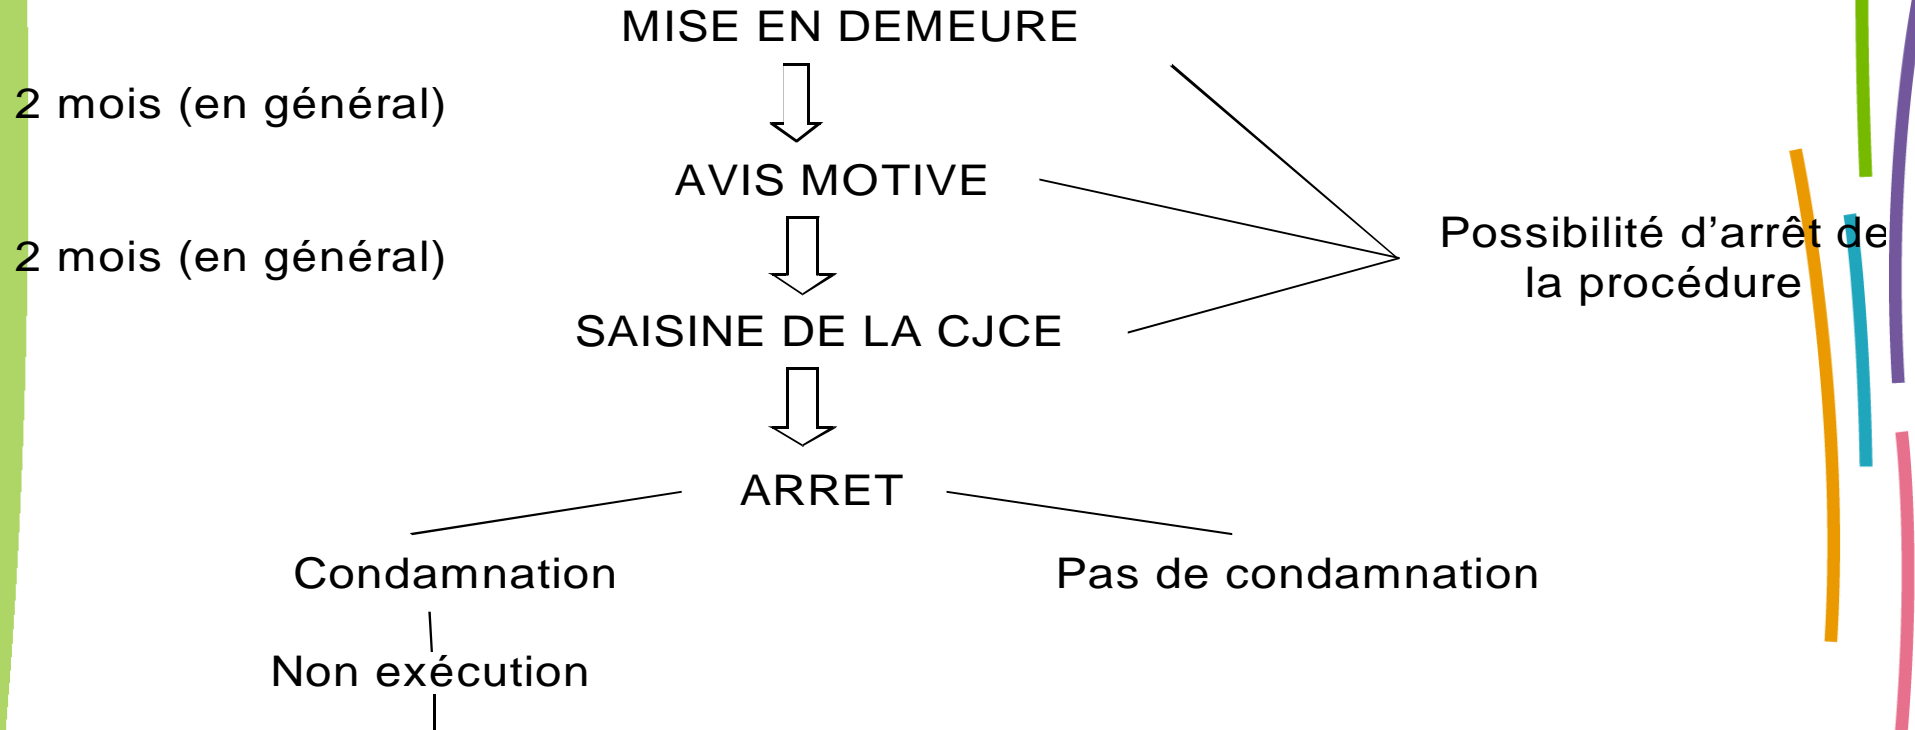 MISE EN DEMEURE
2 mois (en général)
AVIS MOTIVE
2 mois (en général)
Possibilité d’arrêt de
la procédure
SAISINE DE LA CJCE
ARRET
Condamnation
Pas de condamnation
Non exécution